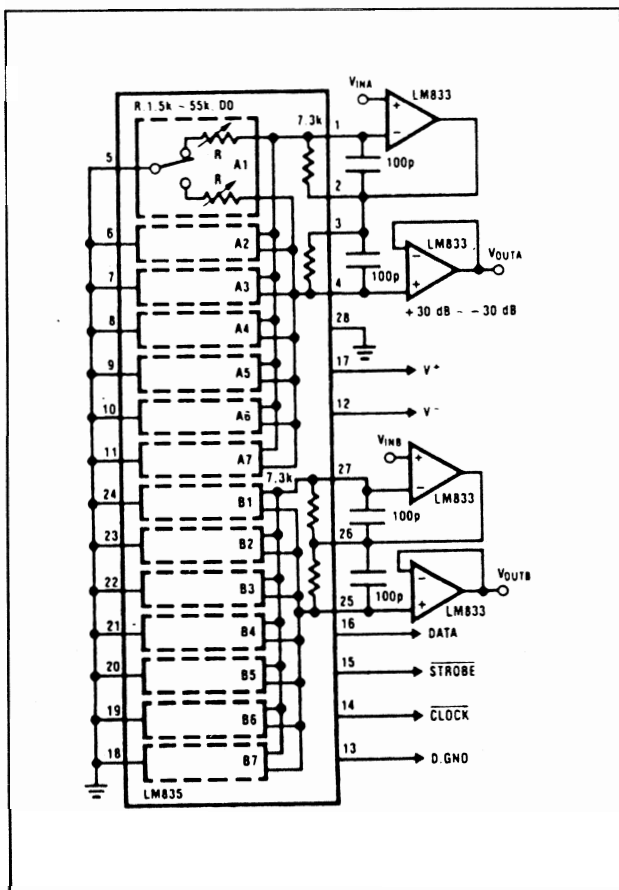 R 1.5k ~ 55k, D0
5
R
A1
R
6
A2
7
A3
8
A4
9
A5
10
A6
11
A7
24
B1
23
B2
22
B3
21
B4
20
B5
19
B6
18
B7
LM835
7.3k
1
100p
2
3
100p
4
28
17
V+
12
V-
7.3k
27
100p
26
25
100p
16
DATA
15
STROBE
14
CLOCK
13
D.GND
VINA
LM833
LM833
VOUTA
+30 dB ~ -30 dB
VINB
LM833
LM833
VOUTB